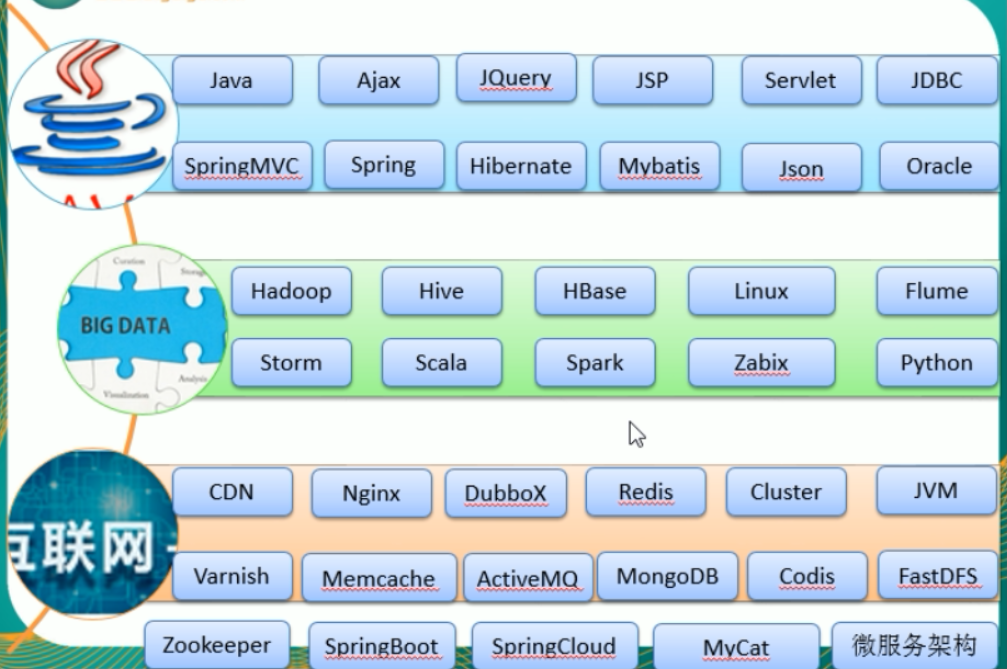 Java Ajax JQuery JSP Servlet JDBC
SpringMVC Spring Hibernate Mybatis Json Oracle
Curation
Hadoop Hive HBase Linux Flume
BIG DATA
Storm Scala Spark Zabix Python
Analysis
Visualization
CDN Nginx DubboX Redis Cluster JVM
互联网
Varnish Memcache ActiveMQ MongoDB Codis FastDFS
Zookeeper SpringBoot SpringCloud MyCat 微服务架构